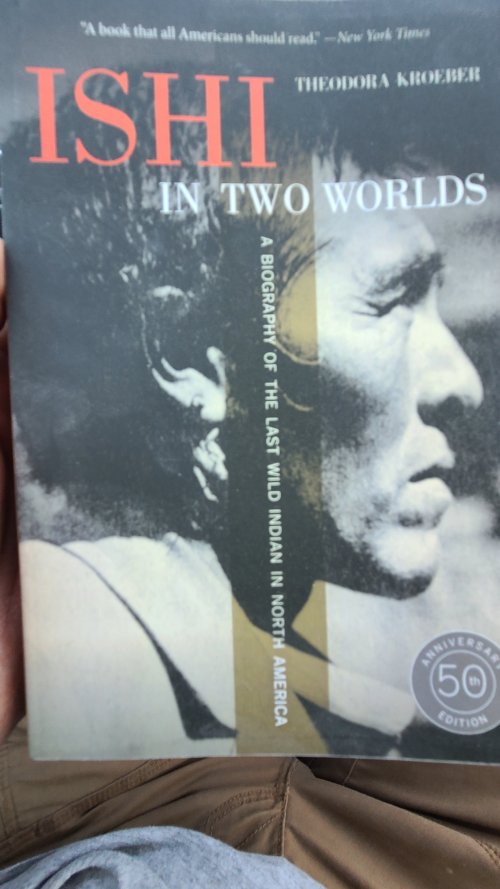 "A book that all Americans should read." —New York Times
ISHI
THEODORA KROEBER
IN TWO WORLDS
A BIOGRAPHY OF THE LAST WILD INDIAN IN NORTH AMERICA
ANNIVERSARY
50th
EDITION